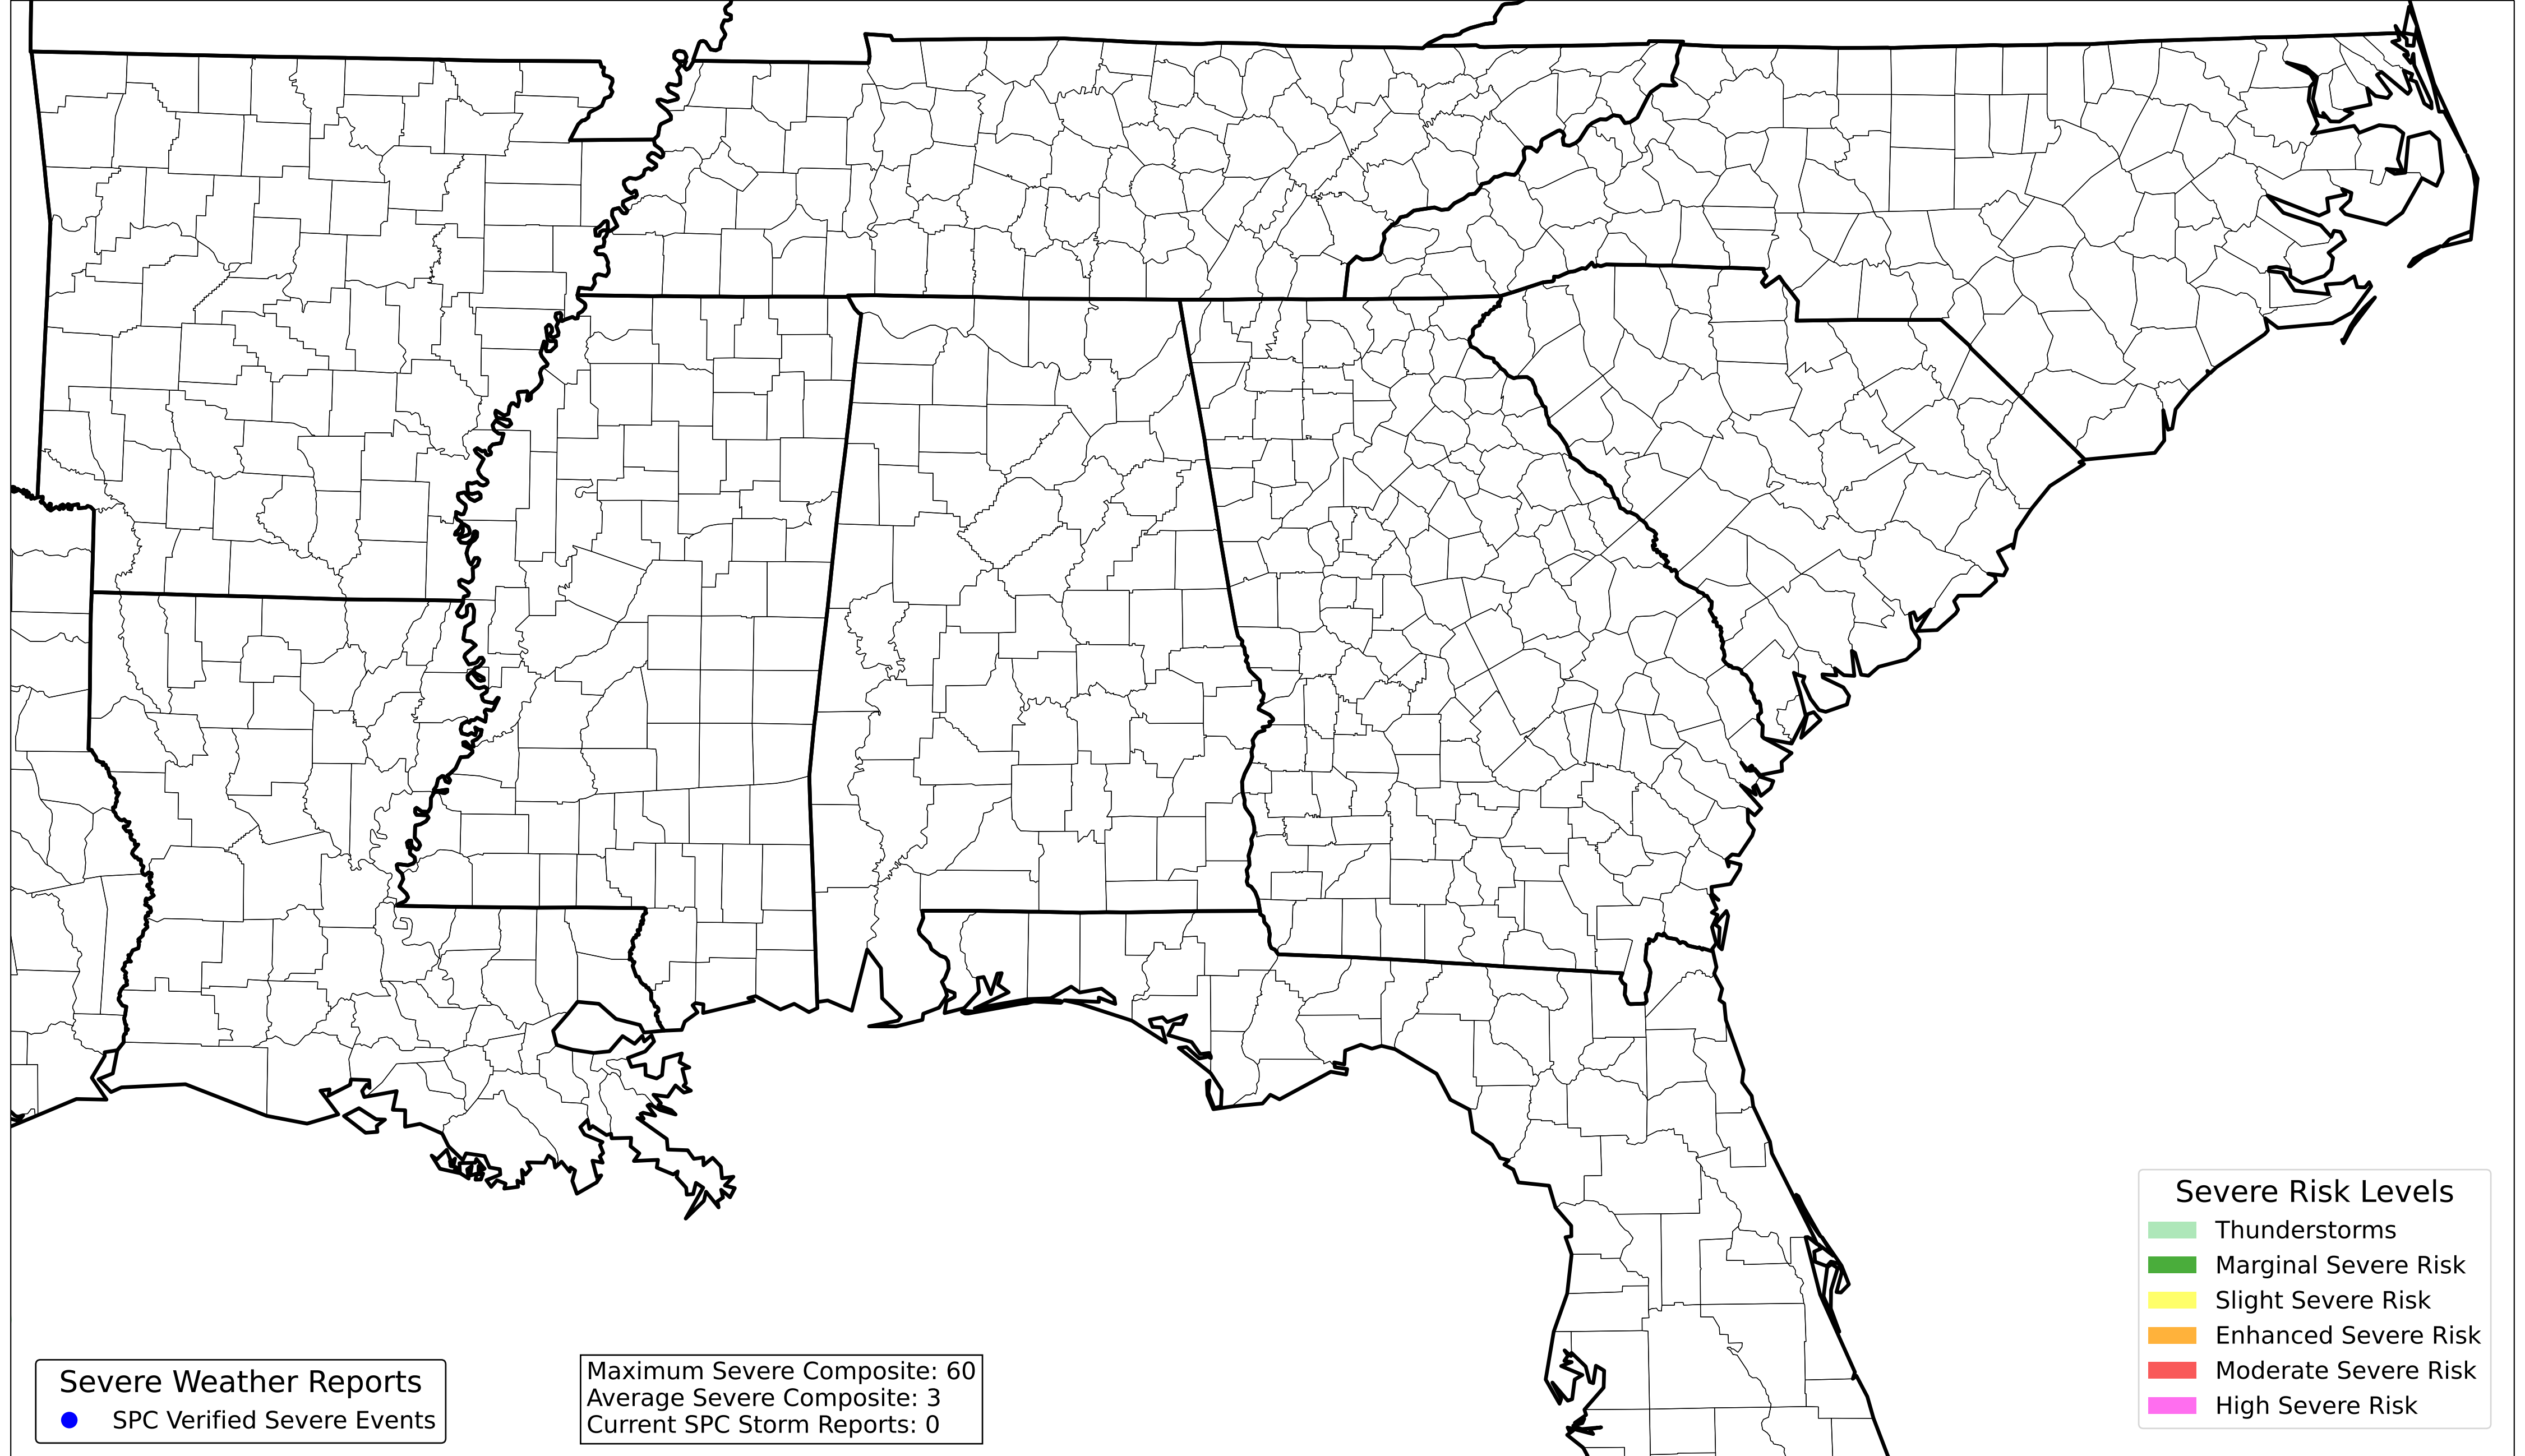 Severe Weather Reports
SPC Verified Severe Events
Maximum Severe Composite: 60
Average Severe Composite: 3
Current SPC Storm Reports: 0
Severe Risk Levels
Thunderstorms
Marginal Severe Risk
Slight Severe Risk
Enhanced Severe Risk
Moderate Severe Risk
High Severe Risk